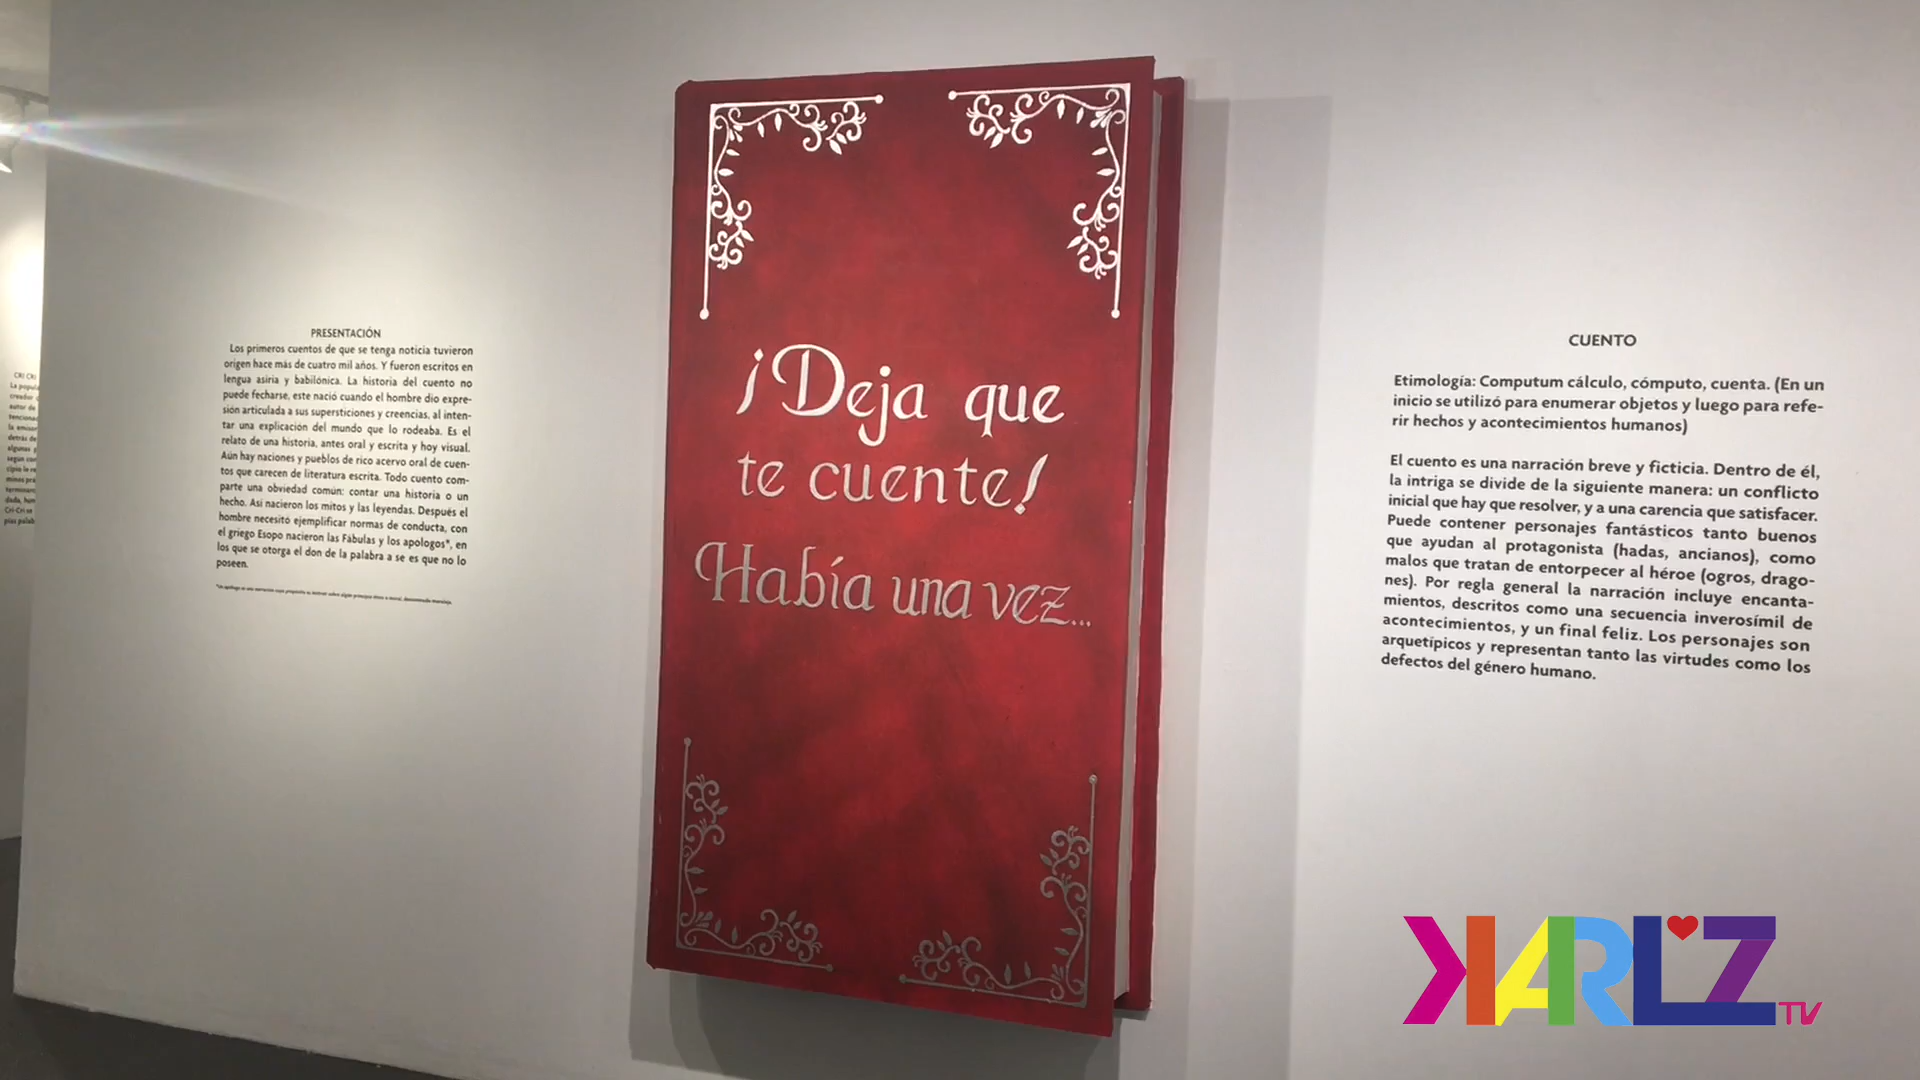 PRESENTACIÓN
Los primeros cuentos de que se tenga noticia tuvieron
origen hace más de cuatro mil años. Y fueron escritos en
lengua asiria y babilónica. La historia del cuento no
puede fecharse, este nació cuando el hombre dio expre-
sión articulada a sus supersticiones y creencias, al inten-
tar una explicación del mundo que lo rodeaba. Es el
relato de una historia, antes oral y escrita y hoy visual.
Aún hay naciones y pueblos de rico acervo oral de cuen-
tos que carecen de literatura escrita. Todo cuento com-
parte una obviedad común: contar una historia o un
hecho. Así nacieron los mitos y las leyendas. Después el
hombre necesitó ejemplificar normas de conducta, con
el griego Esopo nacieron las Fábulas y los apologos*, en
los que se otorga el don de la palabra a se es que no lo
poseen.
¡Deja que
te cuente!
Había una vez...
CUENTO
Etimología: Computum cálculo, cómputo, cuenta. (En un
inicio se utilizó para enumerar objetos y luego para refe-
rir hechos y acontecimientos humanos)
El cuento es una narración breve y ficticia. Dentro de él,
la intriga se divide de la siguiente manera: un conflicto
inicial que hay que resolver, y a una carencia que satisfacer.
Puede contener personajes fantásticos tanto buenos
que ayudan al protagonista (hadas, ancianos), como
malos que tratan de entorpecer al héroe (ogros, drago-
nes). Por regla general la narración incluye encanta-
mientos, descritos como una secuencia inverosímil de
acontecimientos, y un final feliz. Los personajes son
arquetípicos y representan tanto las virtudes como los
defectos del género humano.
KARL'Z TV